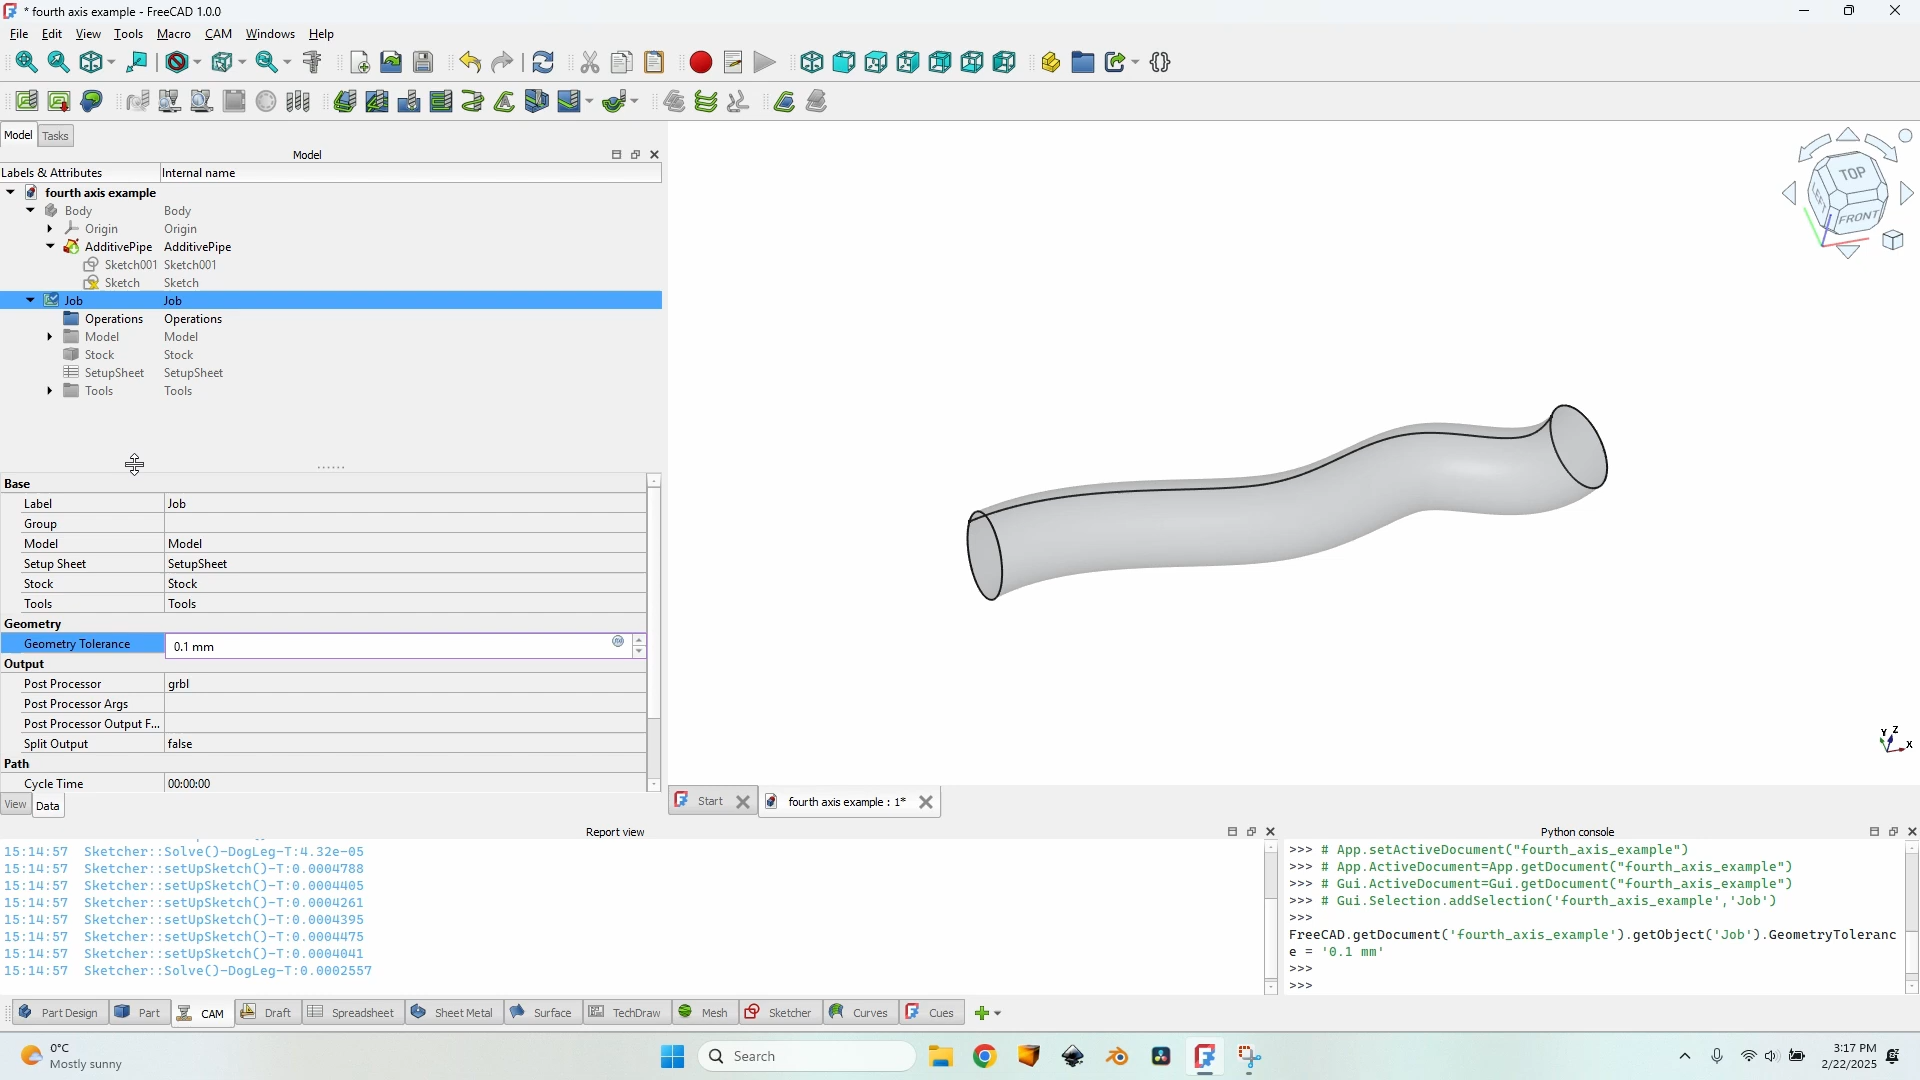 * fourth axis example - FreeCAD 1.0.0
File Edit View Tools Macro CAM Windows Help
Model Tasks
Model
Labels & Attributes Internal name
fourth axis example
Body Body
Origin Origin
AdditivePipe AdditivePipe
Sketch001 Sketch001
Sketch Sketch
Job Job
Operations Operations
Model Model
Stock Stock
SetupSheet SetupSheet
Tools Tools
Base
Label Job
Group
Model Model
Setup Sheet SetupSheet
Stock Stock
Tools Tools
Geometry
Geometry Tolerance 0.1 mm
Output
Post Processor grbl
Post Processor Args
Post Processor Output F...
Split Output false
Path
Cycle Time 00:00:00
View Data
TOP
LEFT
FRONT
Y Z
X
Start fourth axis example : 1*
Report view
15:14:57 Sketcher::Solve()-DogLeg-T:4.32e-05
15:14:57 Sketcher::setUpSketch()-T:0.0004788
15:14:57 Sketcher::setUpSketch()-T:0.0004405
15:14:57 Sketcher::setUpSketch()-T:0.0004261
15:14:57 Sketcher::setUpSketch()-T:0.0004395
15:14:57 Sketcher::setUpSketch()-T:0.0004475
15:14:57 Sketcher::setUpSketch()-T:0.0004041
15:14:57 Sketcher::Solve()-DogLeg-T:0.0002557
Python console
>>> # App.setActiveDocument("fourth_axis_example")
>>> # App.ActiveDocument=App.getDocument("fourth_axis_example")
>>> # Gui.ActiveDocument=Gui.getDocument("fourth_axis_example")
>>> # Gui.Selection.addSelection('fourth_axis_example','Job')
>>>
FreeCAD.getDocument('fourth_axis_example').getObject('Job').GeometryToleranc
e = '0.1 mm'
>>>
>>>
Part Design Part CAM Draft Spreadsheet Sheet Metal Surface TechDraw Mesh Sketcher Curves Cues
0°C
Mostly sunny
Search
3:17 PM
2/22/2025